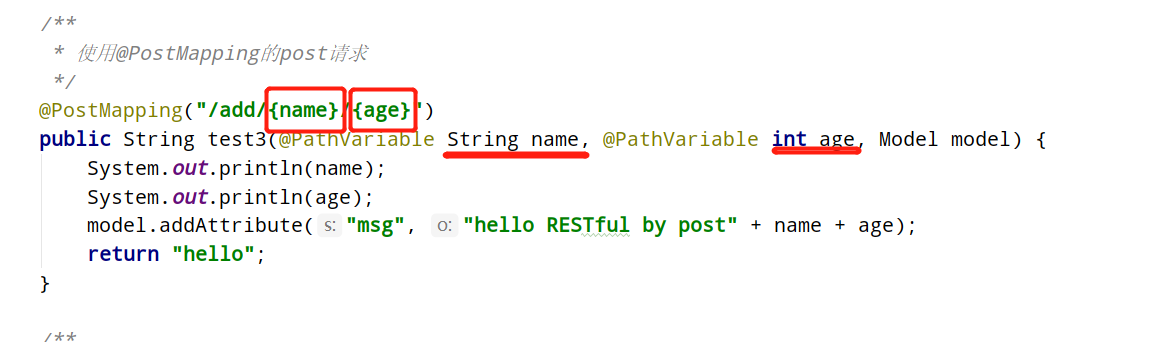 /**
* 使用@PostMapping的post请求
*/
@PostMapping("/add/{name}/{age}")
public String test3(@PathVariable String name, @PathVariable int age, Model model) {
System.out.println(name);
System.out.println(age);
model.addAttribute( s: "msg", o: "hello RESTful by post" + name + age);
return "hello";
}
/**